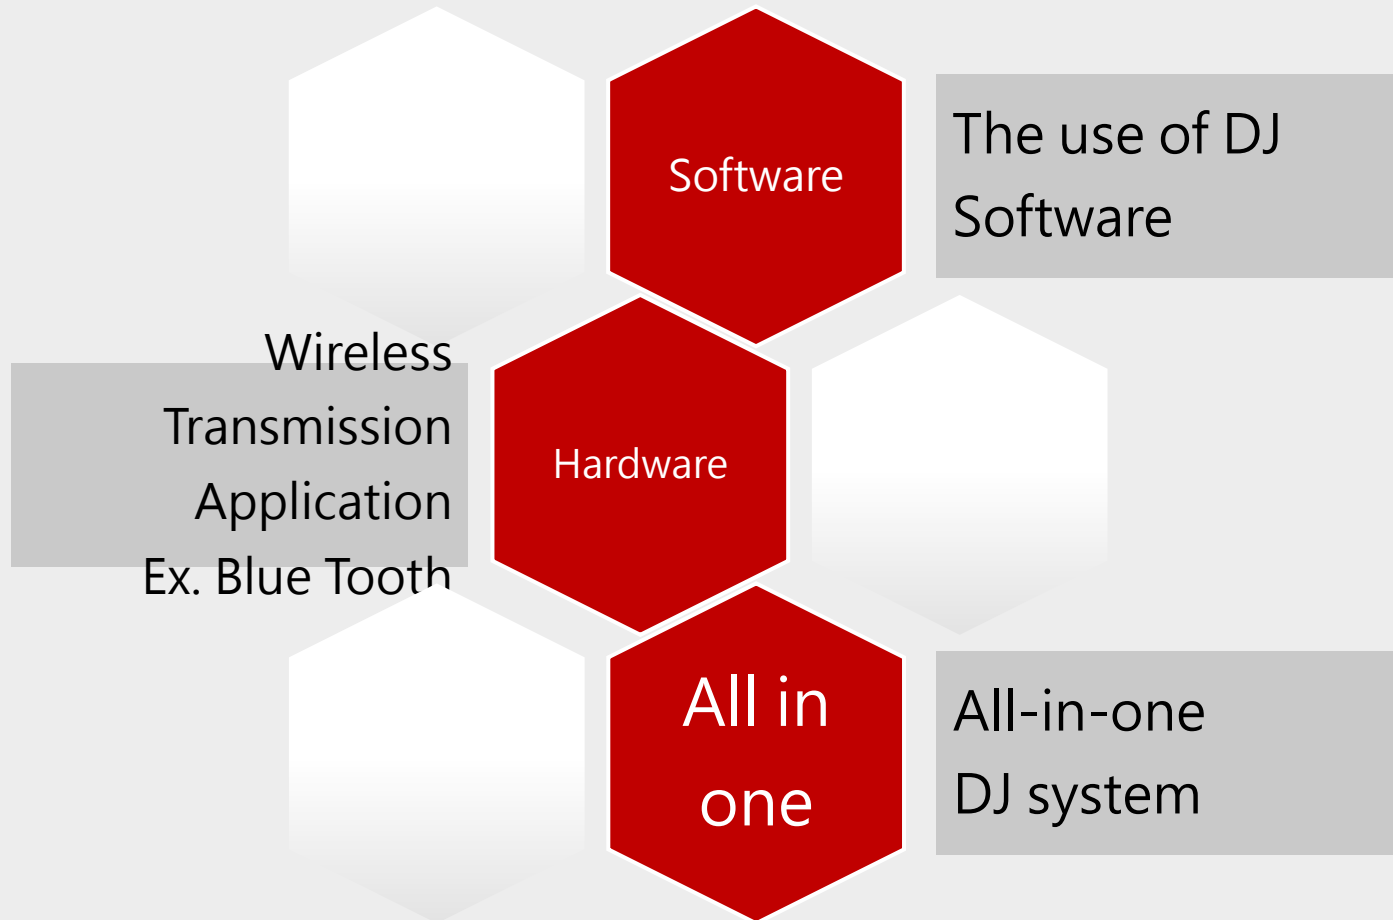 Software
The use of DJ
Software
Wireless
Transmission
Application
Ex. Blue Tooth
Hardware
All in
one
All-in-one
DJ system